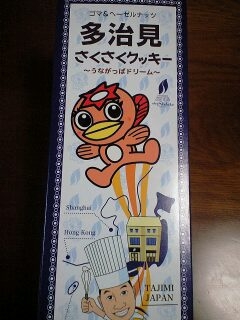 ゴマ&ヘーゼルナッツ
多治見
さくさくクッキー
～うながっぱドリーム～
Shanghai
Hong Kong
TAJIMI
JAPAN